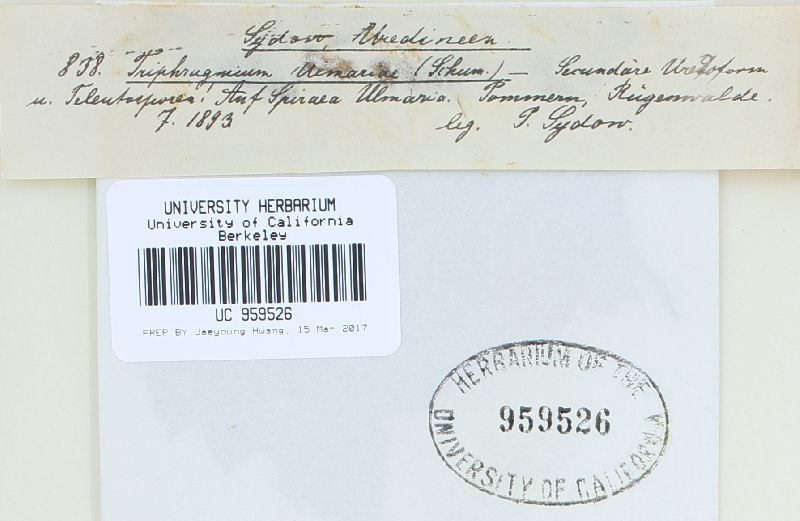 Sydow, Uredineen.
838. Triphragmium Ulmariae (Schum.) — Secundäre Uredoform
u. Teleutosporen! Auf Spiraea Ulmaria. Pommern, Rügenwalde.
7. 1893 leg. P. Sydow.
UNIVERSITY HERBARIUM
University of California
Berkeley
UC 959526
PREP BY Jaeyoung Hwang, 15 Mar 2017
HERBARIUM OF THE
959526
UNIVERSITY OF CALIFORNIA